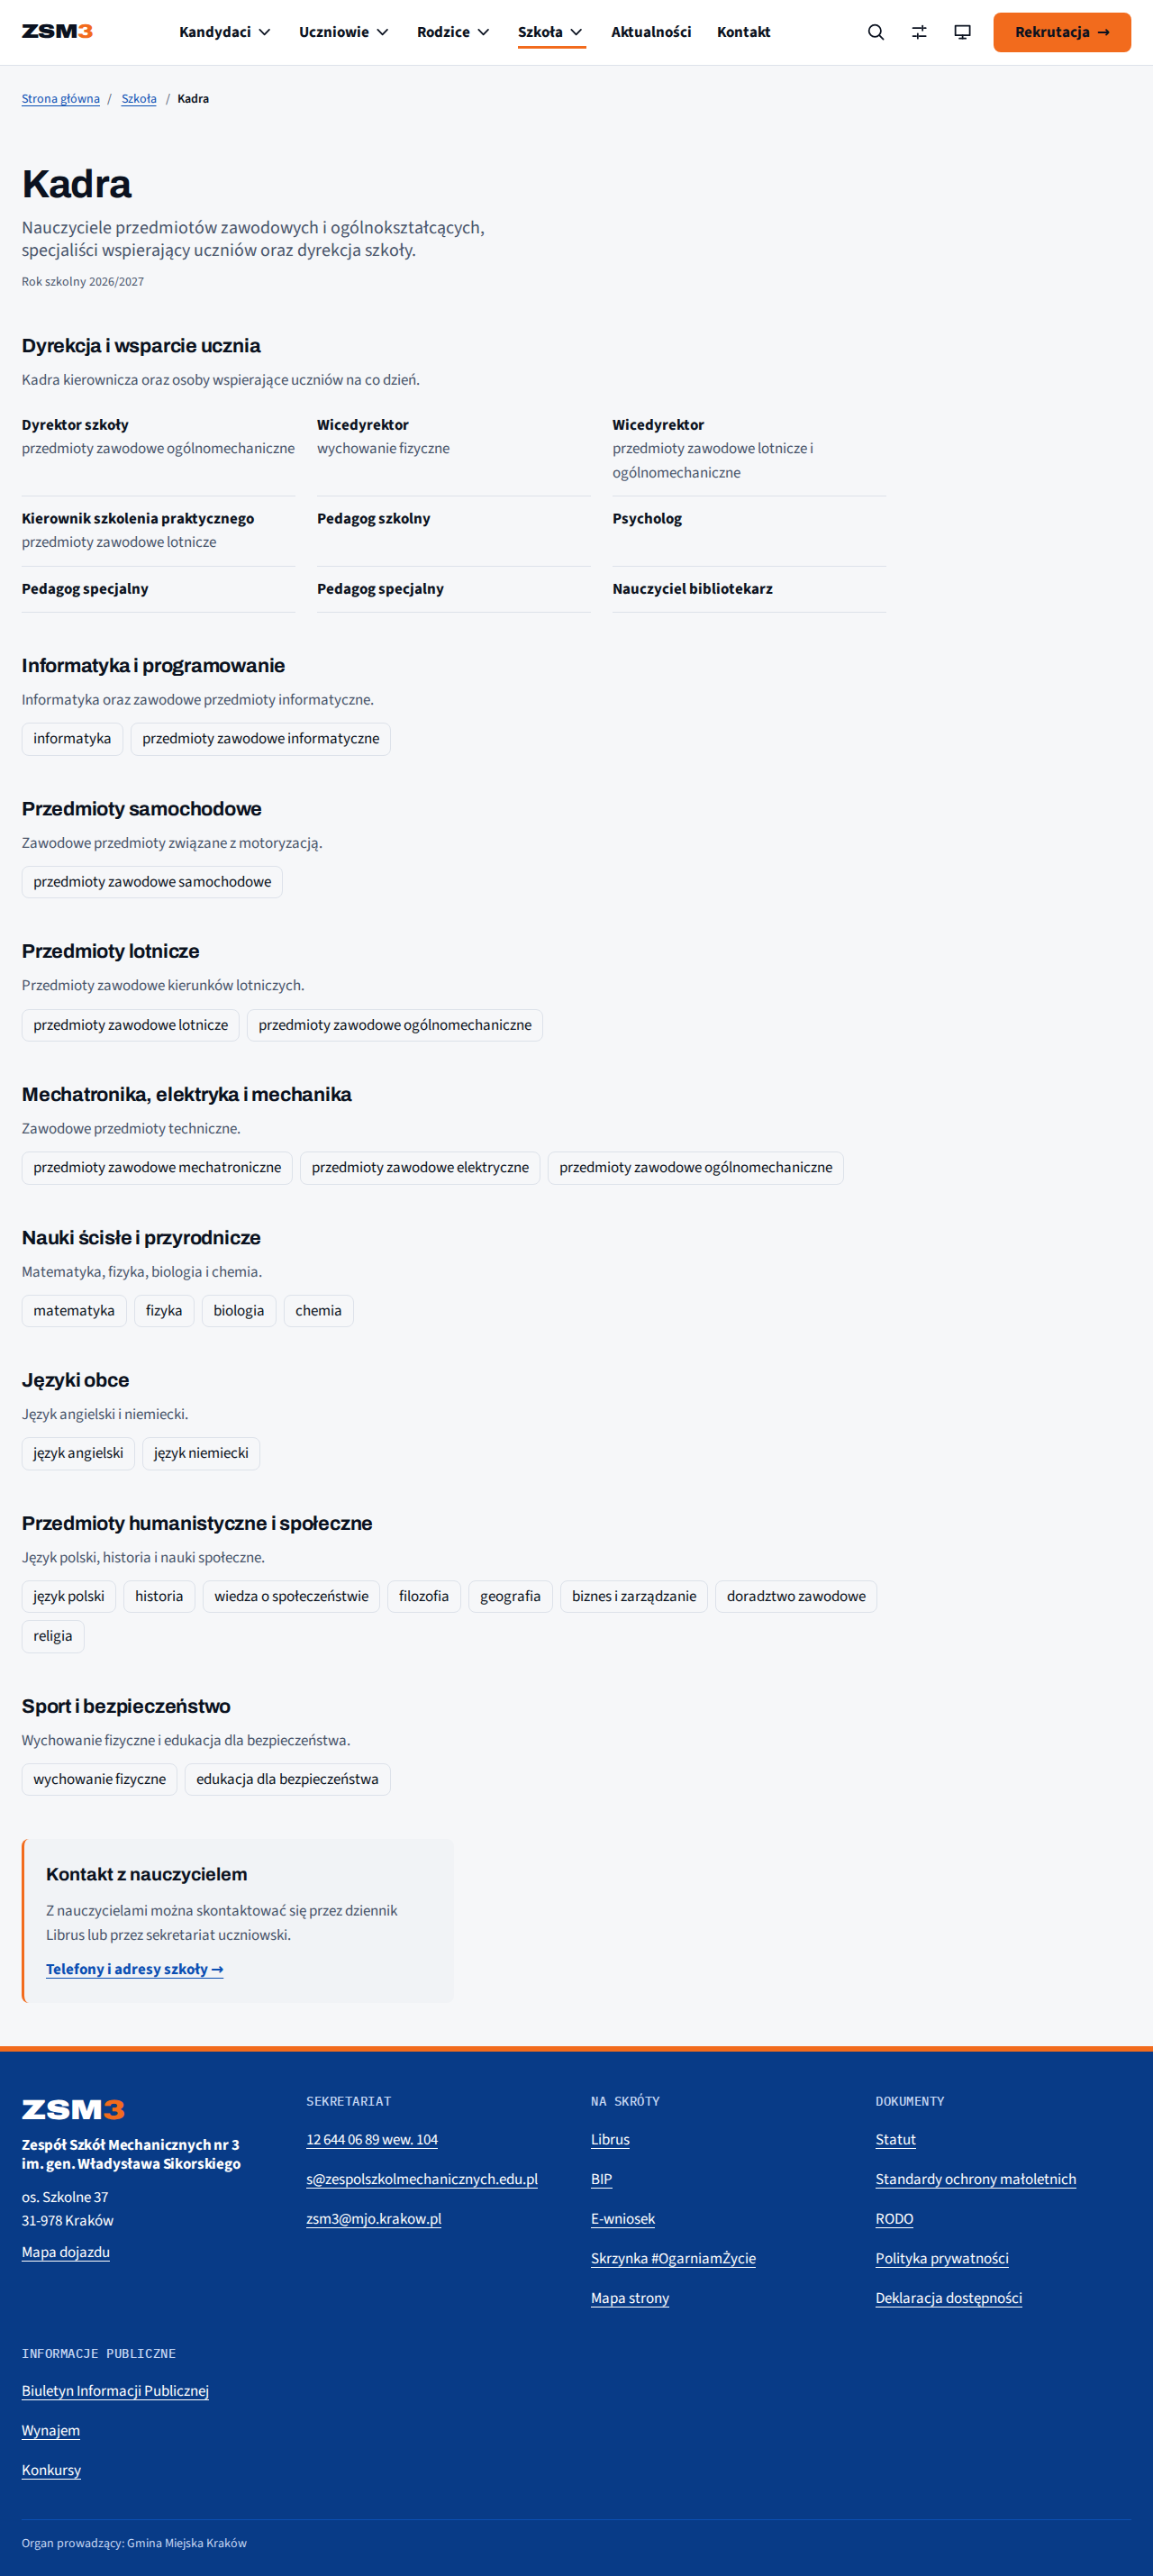 ZSM3
Kandydaci
Uczniowie
Rodzice
Szkoła
Aktualności
Kontakt
Rekrutacja →
Strona główna / Szkoła / Kadra
Kadra
Nauczyciele przedmiotów zawodowych i ogólnokształcących,
specjaliści wspierający uczniów oraz dyrekcja szkoły.
Rok szkolny 2026/2027
Dyrekcja i wsparcie ucznia
Kadra kierownicza oraz osoby wspierające uczniów na co dzień.
Dyrektor szkoły
przedmioty zawodowe ogólnomechaniczne
Wicedyrektor
wychowanie fizyczne
Wicedyrektor
przedmioty zawodowe lotnicze i
ogólnomechaniczne
Kierownik szkolenia praktycznego
przedmioty zawodowe lotnicze
Pedagog szkolny
Psycholog
Pedagog specjalny
Pedagog specjalny
Nauczyciel bibliotekarz
Informatyka i programowanie
Informatyka oraz zawodowe przedmioty informatyczne.
informatyka
przedmioty zawodowe informatyczne
Przedmioty samochodowe
Zawodowe przedmioty związane z motoryzacją.
przedmioty zawodowe samochodowe
Przedmioty lotnicze
Przedmioty zawodowe kierunków lotniczych.
przedmioty zawodowe lotnicze
przedmioty zawodowe ogólnomechaniczne
Mechatronika, elektryka i mechanika
Zawodowe przedmioty techniczne.
przedmioty zawodowe mechatroniczne
przedmioty zawodowe elektryczne
przedmioty zawodowe ogólnomechaniczne
Nauki ścisłe i przyrodnicze
Matematyka, fizyka, biologia i chemia.
matematyka
fizyka
biologia
chemia
Języki obce
Język angielski i niemiecki.
język angielski
język niemiecki
Przedmioty humanistyczne i społeczne
Język polski, historia i nauki społeczne.
język polski
historia
wiedza o społeczeństwie
filozofia
geografia
biznes i zarządzanie
doradztwo zawodowe
religia
Sport i bezpieczeństwo
Wychowanie fizyczne i edukacja dla bezpieczeństwa.
wychowanie fizyczne
edukacja dla bezpieczeństwa
Kontakt z nauczycielem
Z nauczycielami można skontaktować się przez dziennik
Librus lub przez sekretariat uczniowski.
Telefony i adresy szkoły →
ZSM3
Zespół Szkół Mechanicznych nr 3
im. gen. Władysława Sikorskiego
os. Szkolne 37
31-978 Kraków
Mapa dojazdu
SEKRETARIAT
12 644 06 89 wew. 104
s@zespolszkolmechanicznych.edu.pl
zsm3@mjo.krakow.pl
NA SKRÓTY
Librus
BIP
E-wniosek
Skrzynka #OgarniamŻycie
Mapa strony
DOKUMENTY
Statut
Standardy ochrony małoletnich
RODO
Polityka prywatności
Deklaracja dostępności
INFORMACJE PUBLICZNE
Biuletyn Informacji Publicznej
Wynajem
Konkursy
Organ prowadzący: Gmina Miejska Kraków